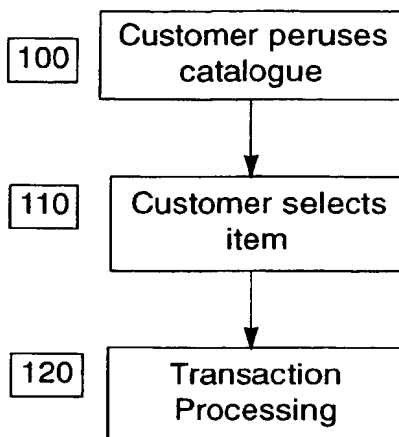 100
Customer peruses
catalogue
110
Customer selects
item
120
Transaction
Processing